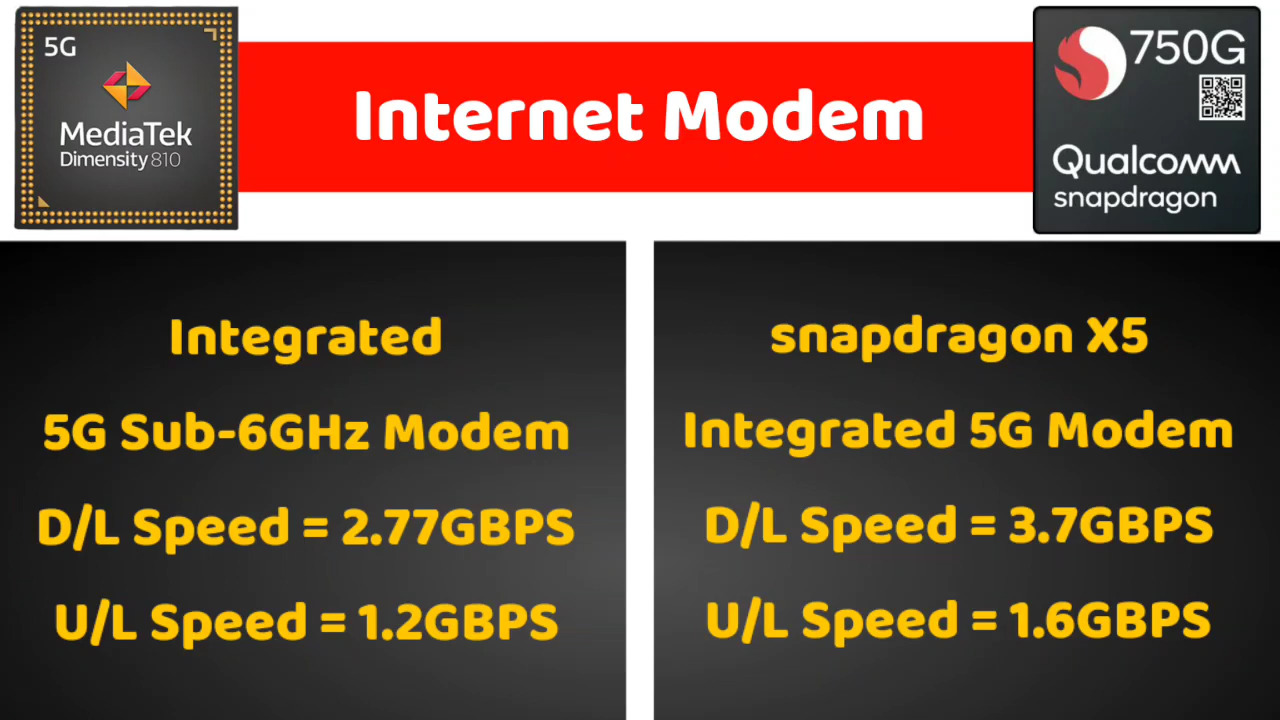 5G
MediaTek
Dimensity 810
Internet Modem
750G
Qualcomm
snapdragon
Integrated
5G Sub-6GHz Modem
D/L Speed = 2.77GBPS
U/L Speed = 1.2GBPS
snapdragon X5
Integrated 5G Modem
D/L Speed = 3.7GBPS
U/L Speed = 1.6GBPS